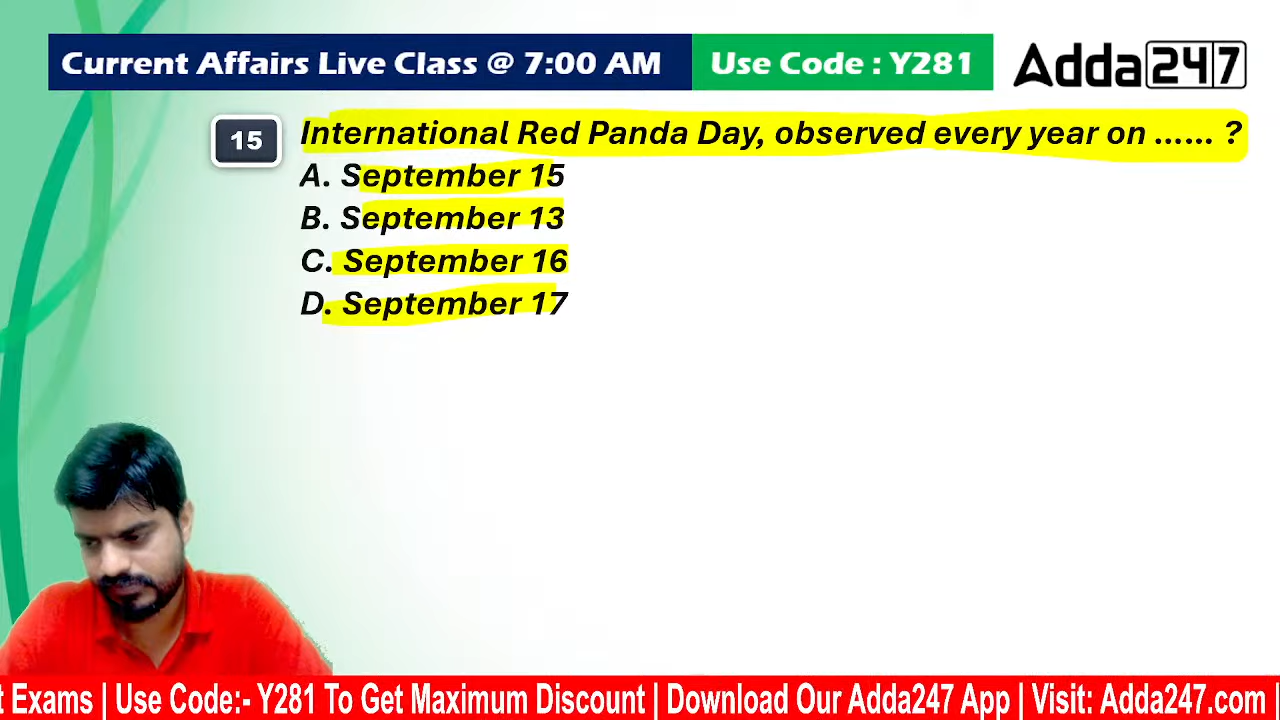 Current Affairs Live Class @ 7:00 AM
Use Code : Y281
Adda247
15
International Red Panda Day, observed every year on ...... ?
A. September 15
B. September 13
C. September 16
D. September 17
t Exams | Use Code:- Y281 To Get Maximum Discount | Download Our Adda247 App | Visit: Adda247.com |